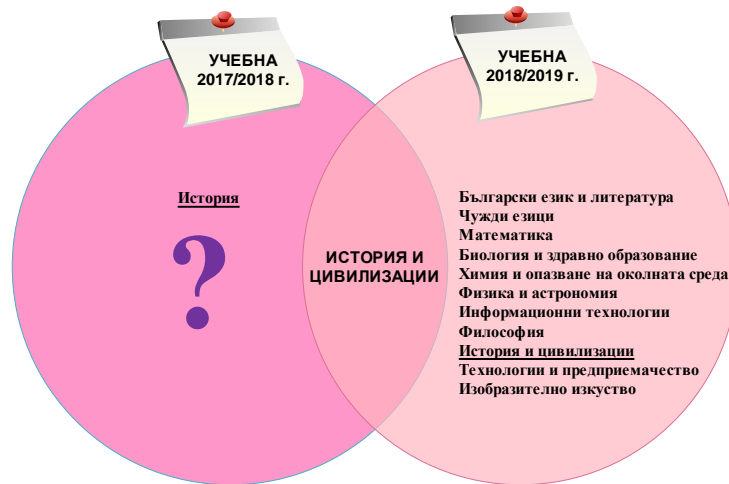 УЧЕБНА
2017/2018 г.
УЧЕБНА
2018/2019 г.
История
?
ИСТОРИЯ И
ЦИВИЛИЗАЦИИ
Български език и литература
Чужди езици
Математика
Биология и здравно образование
Химия и опазване на околната среда
Физика и астрономия
Информационни технологии
Философия
История и цивилизации
Технологии и предприемачество
Изобразително изкуство